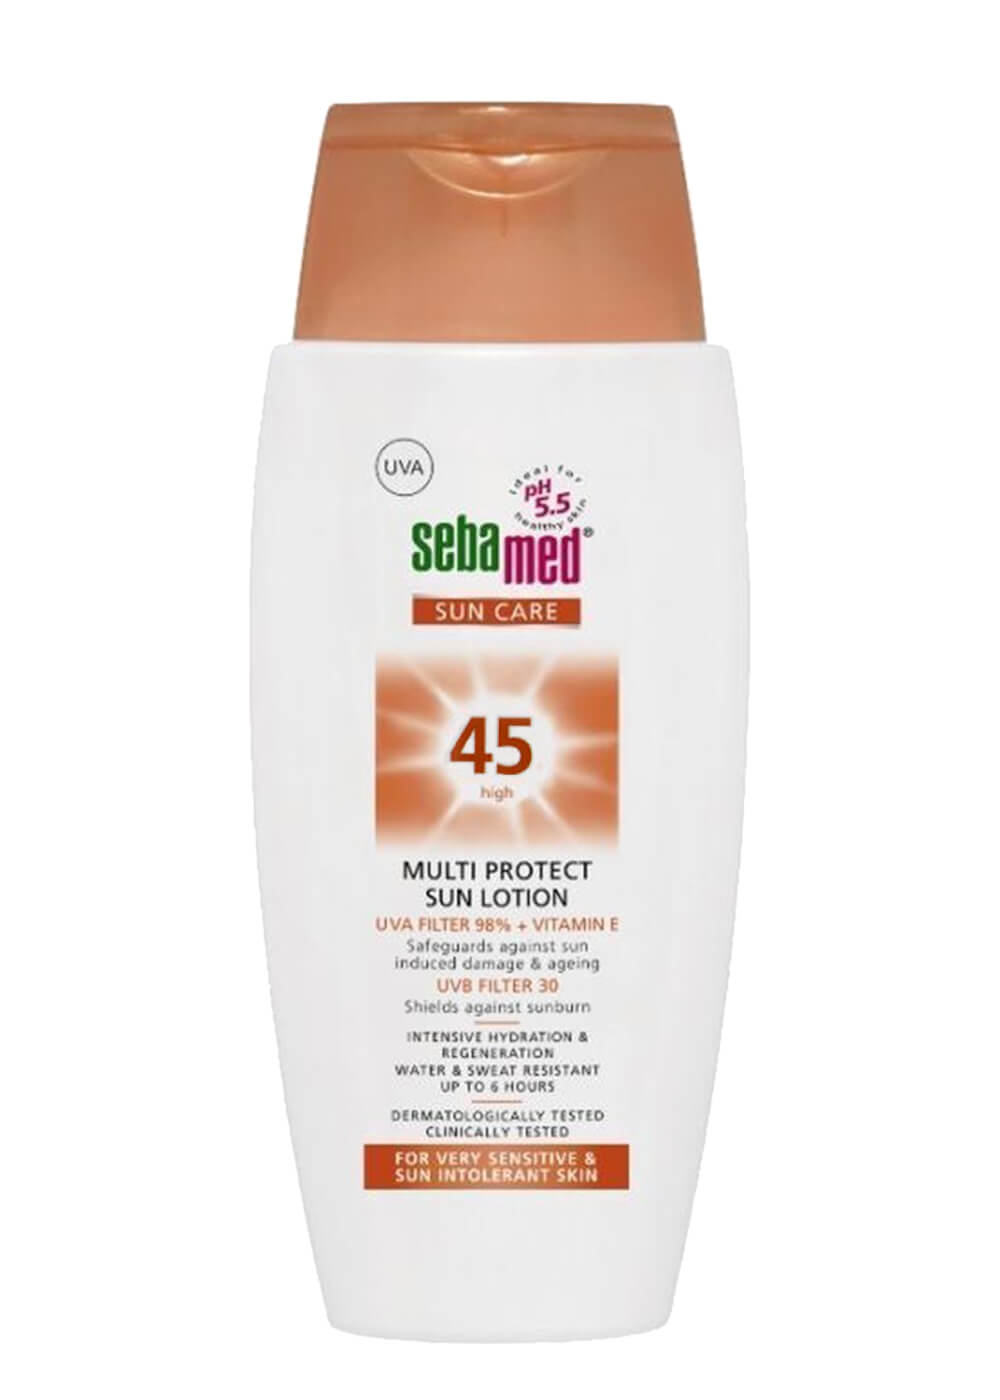 UVA
ideal for
pH
5.5
healthy skin
sebamed®
SUN CARE
45
high
MULTI PROTECT
SUN LOTION
UVA FILTER 98% + VITAMIN E
Safeguards against sun
induced damage & ageing
UVB FILTER 30
Shields against sunburn
INTENSIVE HYDRATION &
REGENERATION
WATER & SWEAT RESISTANT
UP TO 6 HOURS
DERMATOLOGICALLY TESTED
CLINICALLY TESTED
FOR VERY SENSITIVE &
SUN INTOLERANT SKIN